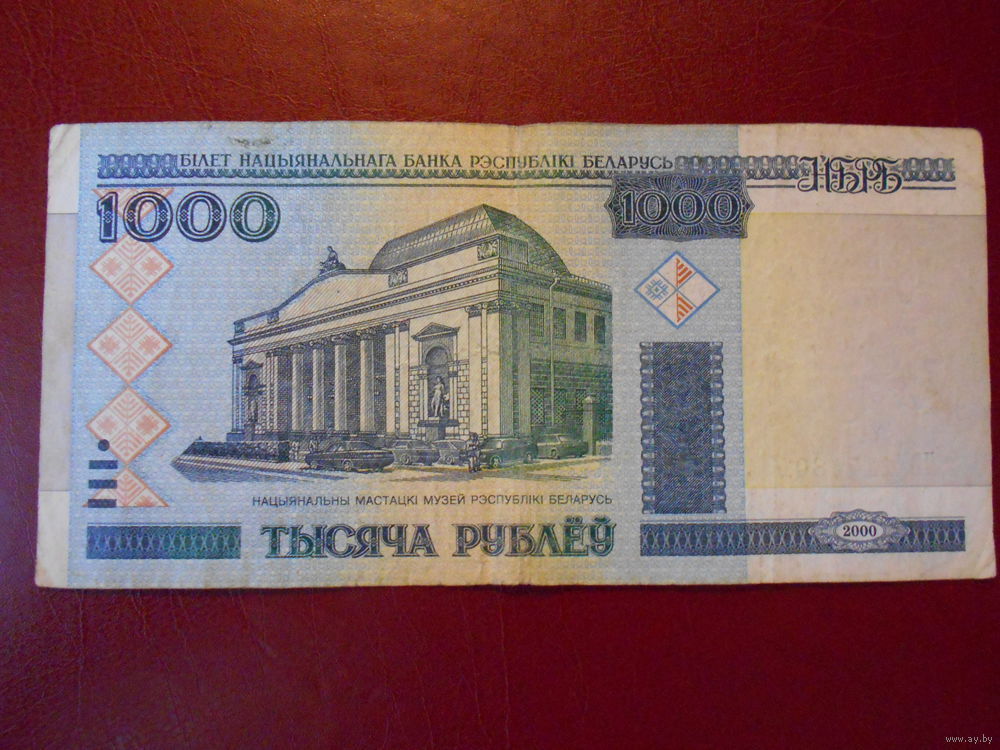 БІЛЕТ НАЦЫЯНАЛЬНАГА БАНКА РЭСПУБЛІКІ БЕЛАРУСЬ
НБРБ
1000
1000
НАЦЫЯНАЛЬНЫ МАСТАЦКІ МУЗЕЙ РЭСПУБЛІКІ БЕЛАРУСЬ
ТЫСЯЧА РУБЛЁЎ
2000
www.ay.by